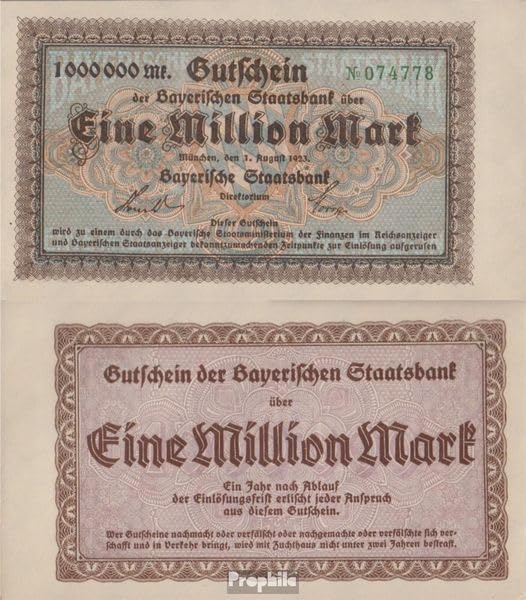 1000000 Mk. Gutschein № 074778
der Bayerischen Staatsbank über
Eine Million Mark
München, den 1. August 1923.
Bayerische Staatsbank
Direktorium
Dieser Gutschein
wird zu einem durch das Bayerische Staatsministerium der Finanzen im Reichsanzeiger
und Bayerischen Staatsanzeiger bekanntzumachenden Zeitpunkte zur Einlösung aufgerufen
Gutschein der Bayerischen Staatsbank
über
Eine Million Mark
Ein Jahr nach Ablauf
der Einlösungsfrist erlischt jeder Anspruch
aus diesem Gutschein.
Wer Gutscheine nachmacht oder verfälscht oder nachgemachte oder verfälschte sich ver-
schafft und in Verkehr bringt, wird mit Zuchthaus nicht unter zwei Jahren bestraft.
Prophila